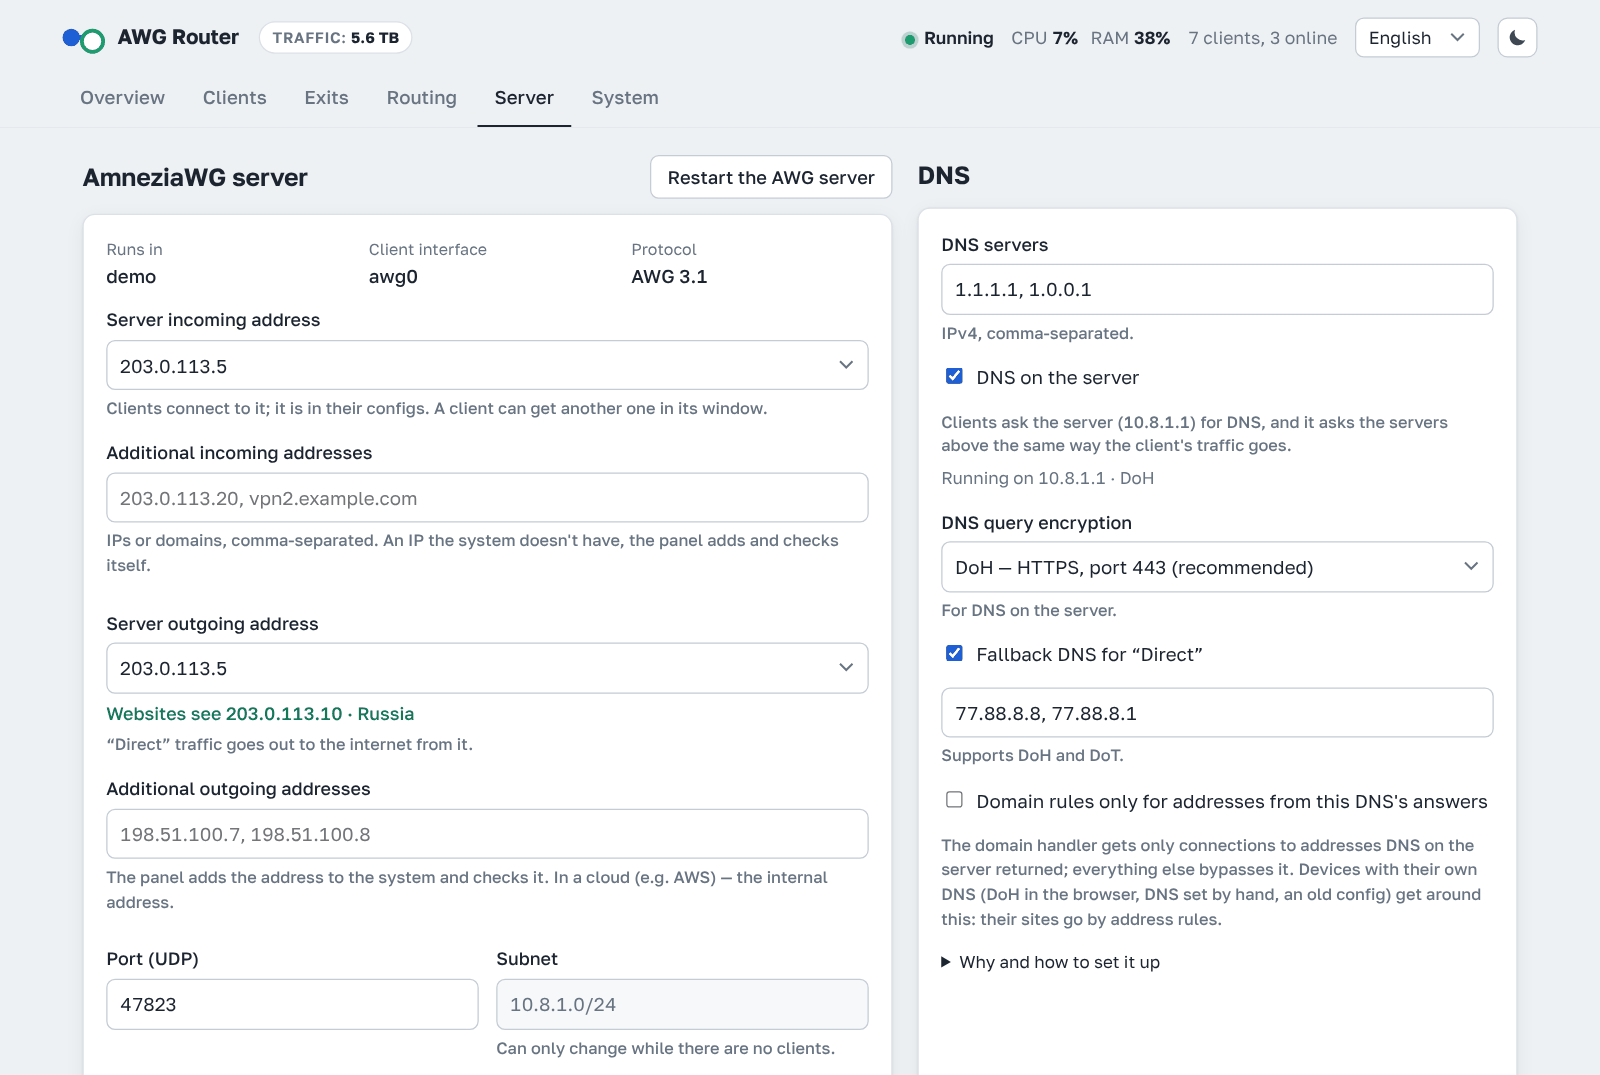 AWG Router
TRAFFIC: 5.6 TB
Running
CPU 7%
RAM 38%
7 clients, 3 online
English
Overview
Clients
Exits
Routing
Server
System
AmneziaWG server
Restart the AWG server
Runs in
demo
Client interface
awg0
Protocol
AWG 3.1
Server incoming address
203.0.113.5
Clients connect to it; it is in their configs. A client can get another one in its window.
Additional incoming addresses
203.0.113.20, vpn2.example.com
IPs or domains, comma-separated. An IP the system doesn't have, the panel adds and checks
itself.
Server outgoing address
203.0.113.5
Websites see 203.0.113.10 · Russia
“Direct” traffic goes out to the internet from it.
Additional outgoing addresses
198.51.100.7, 198.51.100.8
The panel adds the address to the system and checks it. In a cloud (e.g. AWS) — the internal
address.
Port (UDP)
47823
Subnet
10.8.1.0/24
Can only change while there are no clients.
DNS
DNS servers
1.1.1.1, 1.0.0.1
IPv4, comma-separated.
DNS on the server
Clients ask the server (10.8.1.1) for DNS, and it asks the servers
above the same way the client's traffic goes.
Running on 10.8.1.1 · DoH
DNS query encryption
DoH — HTTPS, port 443 (recommended)
For DNS on the server.
Fallback DNS for “Direct”
77.88.8.8, 77.88.8.1
Supports DoH and DoT.
Domain rules only for addresses from this DNS's answers
The domain handler gets only connections to addresses DNS on the
server returned; everything else bypasses it. Devices with their own
DNS (DoH in the browser, DNS set by hand, an old config) get around
this: their sites go by address rules.
Why and how to set it up